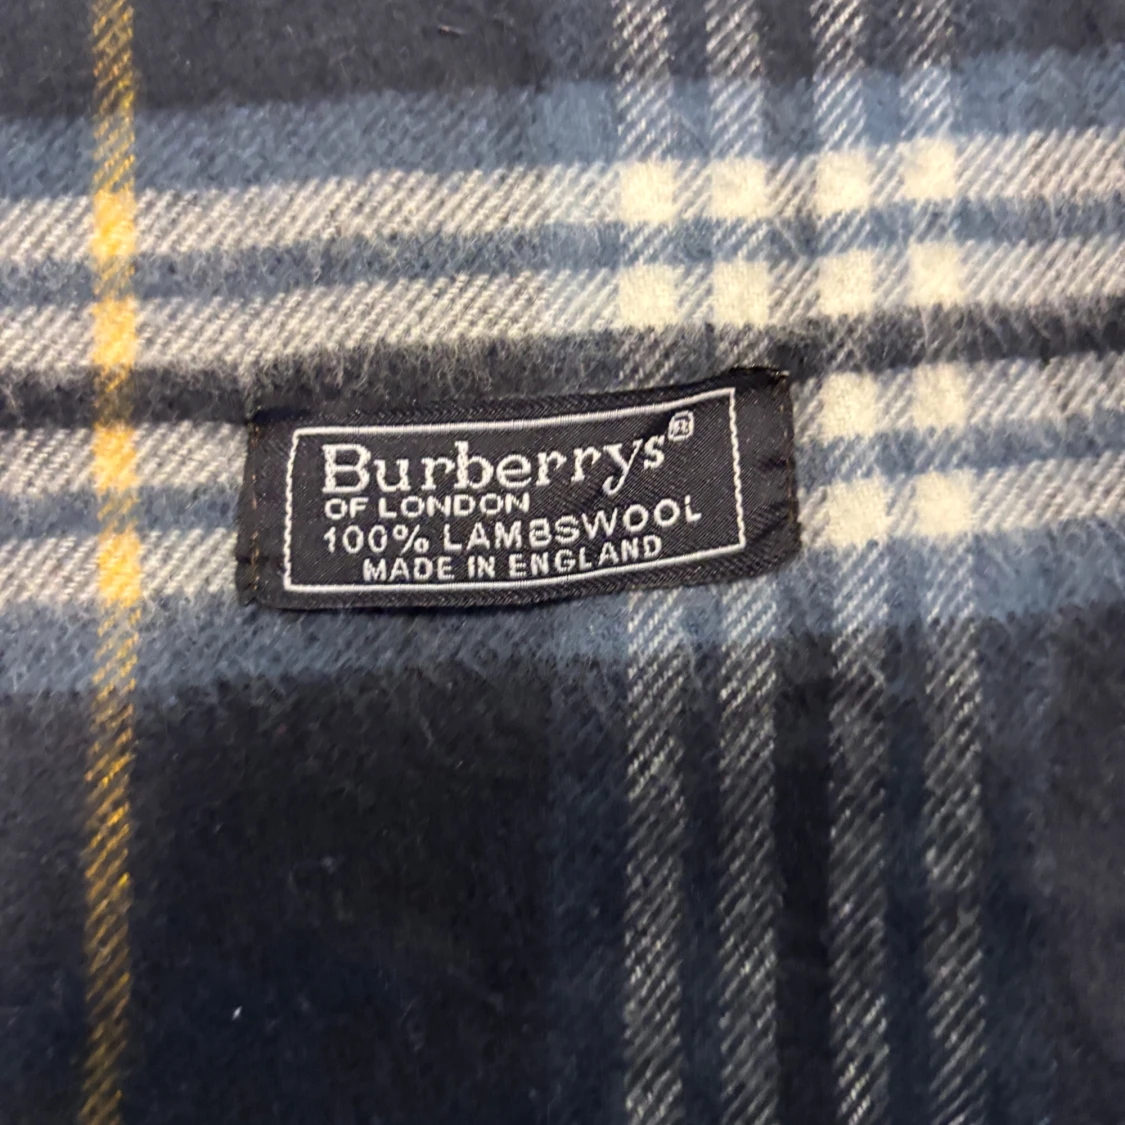 Burberrys®
OF LONDON
100% LAMBSWOOL
MADE IN ENGLAND